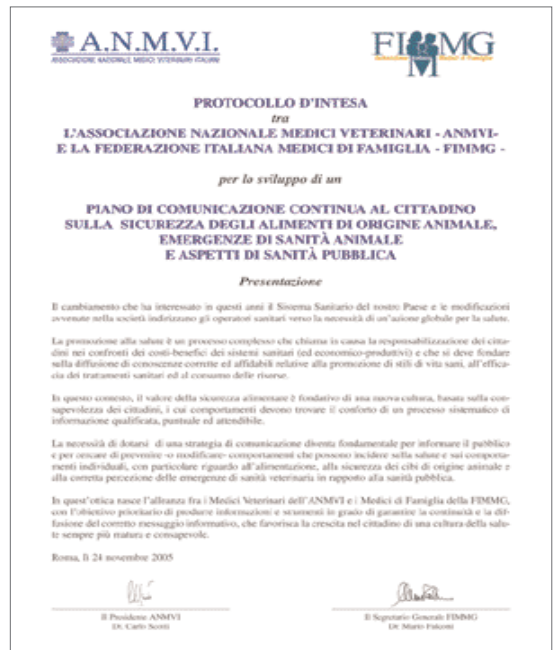 A.N.M.V.I.
ASSOCIAZIONE NAZIONALE MEDICI VETERINARI ITALIANI
FIMMG
PROTOCOLLO D'INTESA
tra
L'ASSOCIAZIONE NAZIONALE MEDICI VETERINARI - ANMVI-
E LA FEDERAZIONE ITALIANA MEDICI DI FAMIGLIA - FIMMG -
per lo sviluppo di un
PIANO DI COMUNICAZIONE CONTINUA AL CITTADINO
SULLA SICUREZZA DEGLI ALIMENTI DI ORIGINE ANIMALE,
EMERGENZE DI SANITÀ ANIMALE
E ASPETTI DI SANITÀ PUBBLICA
Presentazione
Il cambiamento che ha interessato in questi anni il Sistema Sanitario del nostro Paese e le modificazioni
avvenute nella società indirizzano gli operatori sanitari verso la necessità di un'azione globale per la salute.
La promozione alla salute è un processo complesso che chiama in causa la responsabilizzazione dei citta-
dini nei confronti dei costi-benefici dei sistemi sanitari (ed economico-produttivi) e che si deve fondare
sulla diffusione di conoscenze corrette ed affidabili relative alla promozione di stili di vita sani, all'effica-
cia dei trattamenti sanitari ed al consumo delle risorse.
In questo contesto, il valore della sicurezza alimentare è fondativo di una nuova cultura, basata sulla con-
sapevolezza dei cittadini, i cui comportamenti devono trovare il conforto di un processo sistematico di
informazione qualificata, puntuale ed attendibile.
La necessità di dotarsi di una strategia di comunicazione diventa fondamentale per informare il pubblico
e per cercare di prevenire -o modificare- comportamenti che possono incidere sulla salute e sui comporta-
menti individuali, con particolare riguardo all'alimentazione, alla sicurezza dei cibi di origine animale e
alla corretta percezione delle emergenze di sanità veterinaria in rapporto alla sanità pubblica.
In quest'ottica nasce l'alleanza fra i Medici Veterinari dell'ANMVI e i Medici di Famiglia della FIMMG,
con l'obiettivo prioritario di produrre informazioni e strumenti in grado di garantire la continuità e la dif-
fusione del corretto messaggio informativo, che favorisca la crescita nel cittadino di una cultura della salu-
te sempre più matura e consapevole.
Roma, lì 24 novembre 2005
Il Presidente ANMVI
Dr. Carlo Scotti
Il Segretario Generale FIMMG
Dr. Mario Falconi